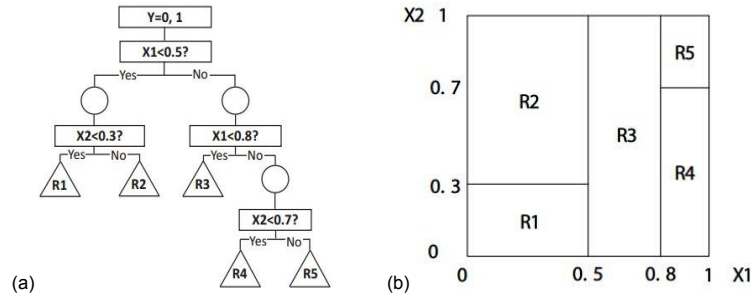 Y=0, 1
X1<0.5?
Yes No
X2<0.3?
X1<0.8?
Yes No
Yes No
R1
R2
R3
X2<0.7?
Yes No
R4
R5
(a)
X2 1
0.7
0.3
0
R5
R2
R3
R4
R1
0 0.5 0.8 1 X1
(b)